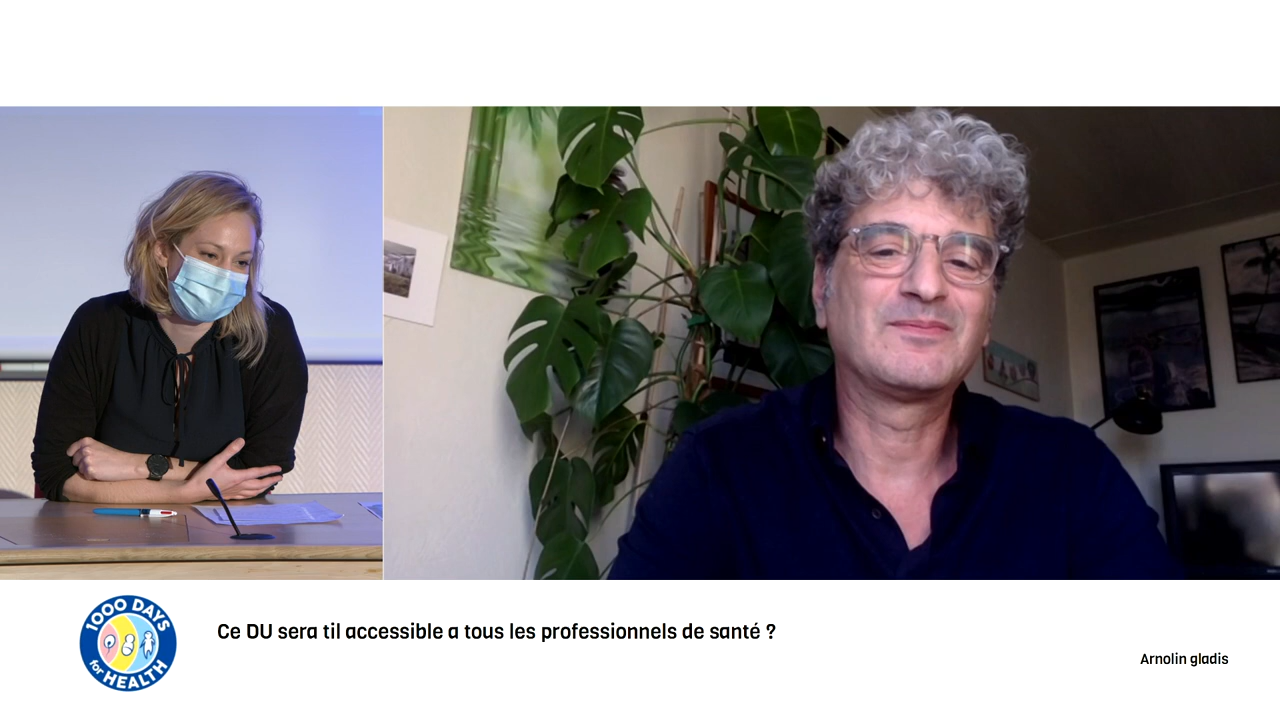 1000 DAYS
for HEALTH
Ce DU sera til accessible a tous les professionnels de santé ?
Arnolin gladis